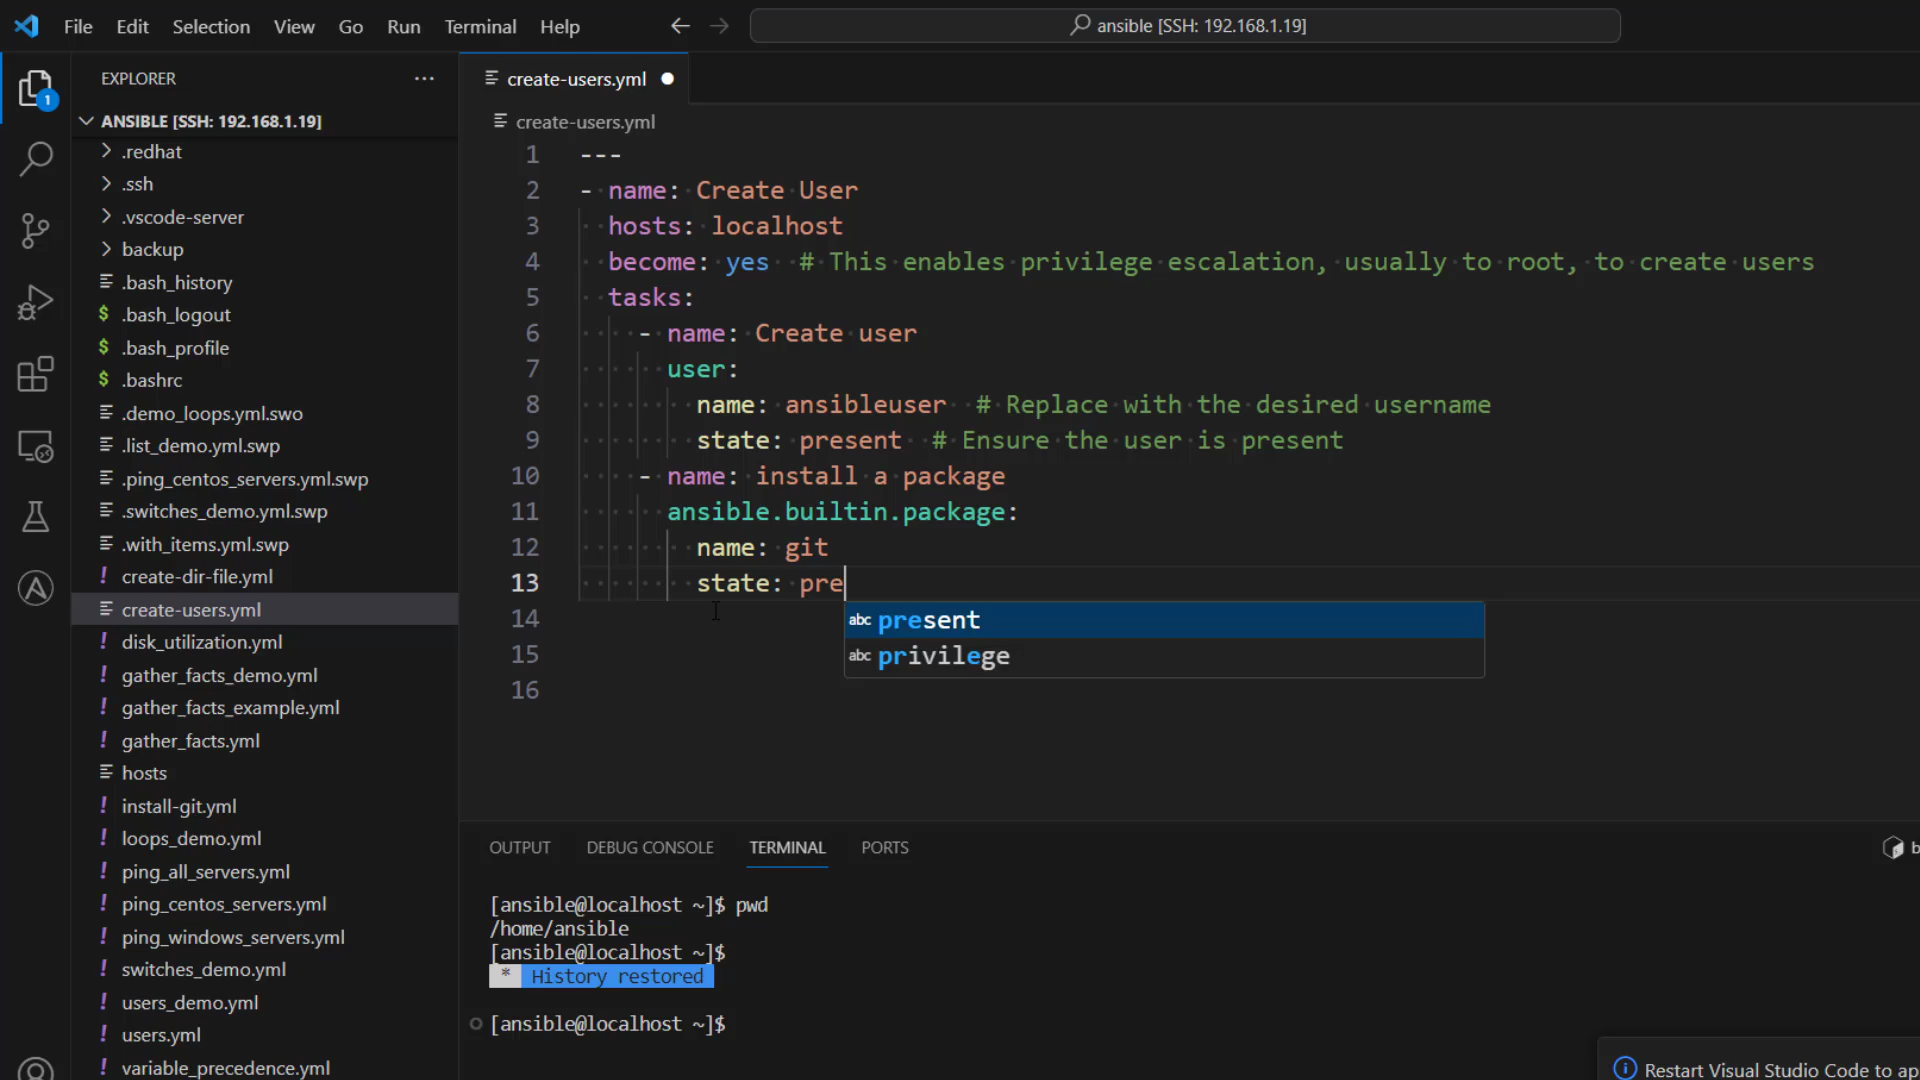 File Edit Selection View Go Run Terminal Help
ansible [SSH: 192.168.1.19]
EXPLORER
ANSIBLE [SSH: 192.168.1.19]
.redhat
.ssh
.vscode-server
backup
.bash_history
.bash_logout
.bash_profile
.bashrc
.demo_loops.yml.swo
.list_demo.yml.swp
.ping_centos_servers.yml.swp
.switches_demo.yml.swp
.with_items.yml.swp
create-dir-file.yml
create-users.yml
disk_utilization.yml
gather_facts_demo.yml
gather_facts_example.yml
gather_facts.yml
hosts
install-git.yml
loops_demo.yml
ping_all_servers.yml
ping_centos_servers.yml
ping_windows_servers.yml
switches_demo.yml
users_demo.yml
users.yml
variable_precedence.yml
1
create-users.yml
create-users.yml
1 ---
2 - name: Create User
3 hosts: localhost
4 become: yes # This enables privilege escalation, usually to root, to create users
5 tasks:
6 - name: Create user
7 user:
8 name: ansibleuser # Replace with the desired username
9 state: present # Ensure the user is present
10 - name: install a package
11 ansible.builtin.package:
12 name: git
13 state: pre
14
15
16
abc present
abc privilege
OUTPUT DEBUG CONSOLE TERMINAL PORTS
b
[ansible@localhost ~]$ pwd
/home/ansible
[ansible@localhost ~]$
* History restored
[ansible@localhost ~]$
Restart Visual Studio Code to ap